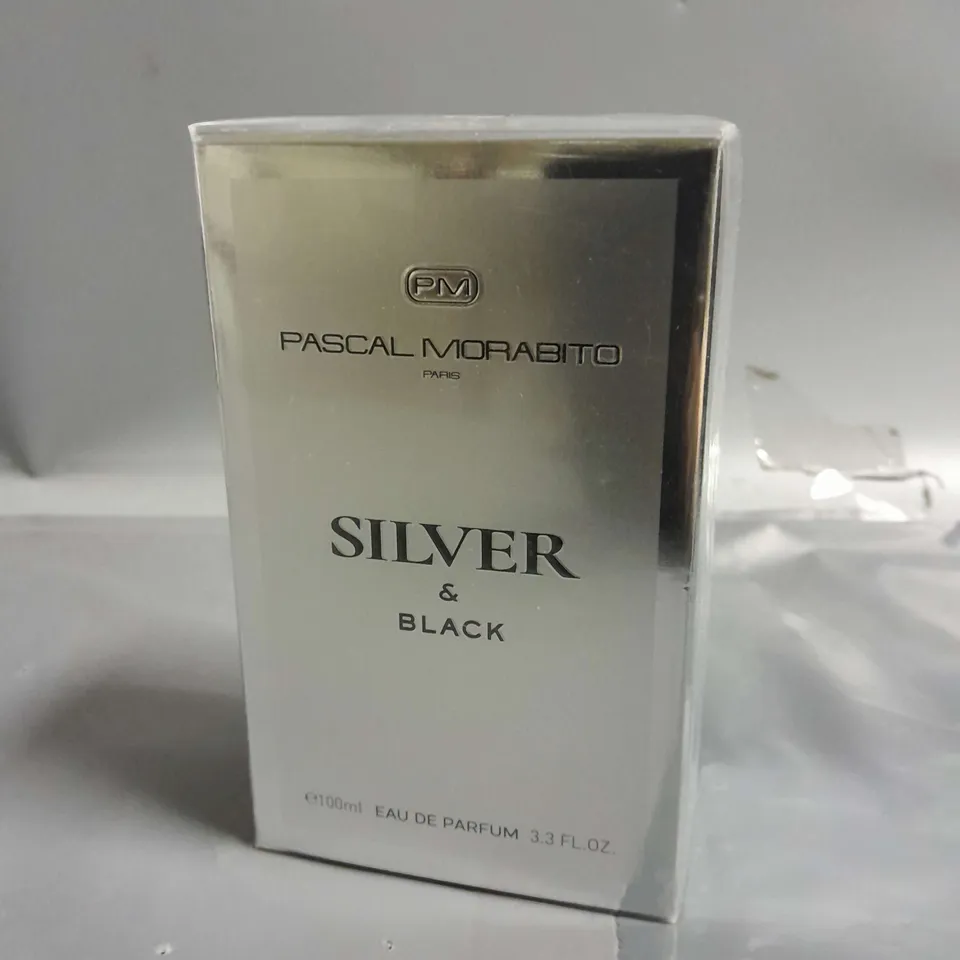 PM
PASCAL MORABITO
PARIS
SILVER
&
BLACK
℮100ml EAU DE PARFUM 3.3 FL.OZ.